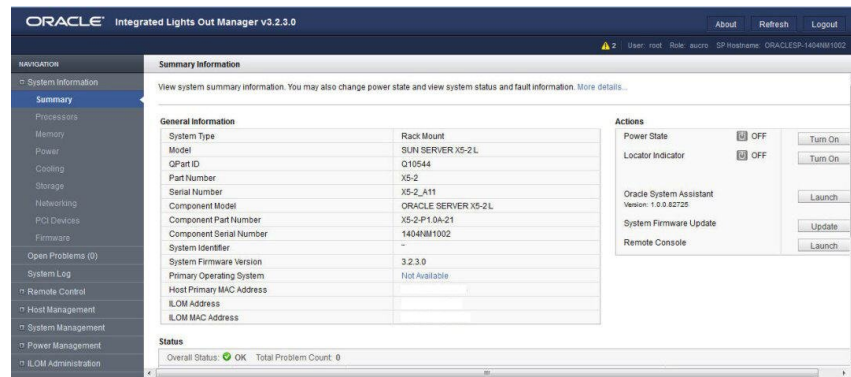 ORACLE® Integrated Lights Out Manager v3.2.3.0
About Refresh Logout
2 User: root Role: aucro SP Hostname: ORACLESP-1404NM1002
NAVIGATION
System Information
Summary
Processors
Memory
Power
Cooling
Storage
Networking
PCI Devices
Firmware
Open Problems (0)
System Log
Remote Control
Host Management
System Management
Power Management
ILOM Administration
Summary Information
View system summary information. You may also change power state and view system status and fault information. More details...
General Information
System Type Rack Mount
Model SUN SERVER X5-2 L
QPart ID Q10544
Part Number X5-2
Serial Number X5-2_A11
Component Model ORACLE SERVER X5-2 L
Component Part Number X5-2-P1.0A-21
Component Serial Number 1404NM1002
System Identifier -
System Firmware Version 3.2.3.0
Primary Operating System Not Available
Host Primary MAC Address
ILOM Address
ILOM MAC Address
Actions
Power State OFF Turn On
Locator Indicator OFF Turn On
Oracle System Assistant Launch
Version: 1.0.0.82725
System Firmware Update Update
Remote Console Launch
Status
Overall Status: OK Total Problem Count: 0